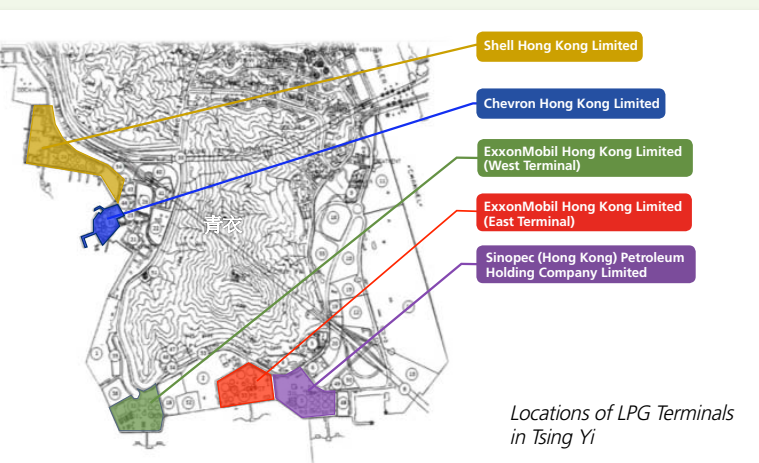 Shell Hong Kong Limited
Chevron Hong Kong Limited
ExxonMobil Hong Kong Limited
(West Terminal)
ExxonMobil Hong Kong Limited
(East Terminal)
青衣
Sinopec (Hong Kong) Petroleum
Holding Company Limited
Locations of LPG Terminals
in Tsing Yi